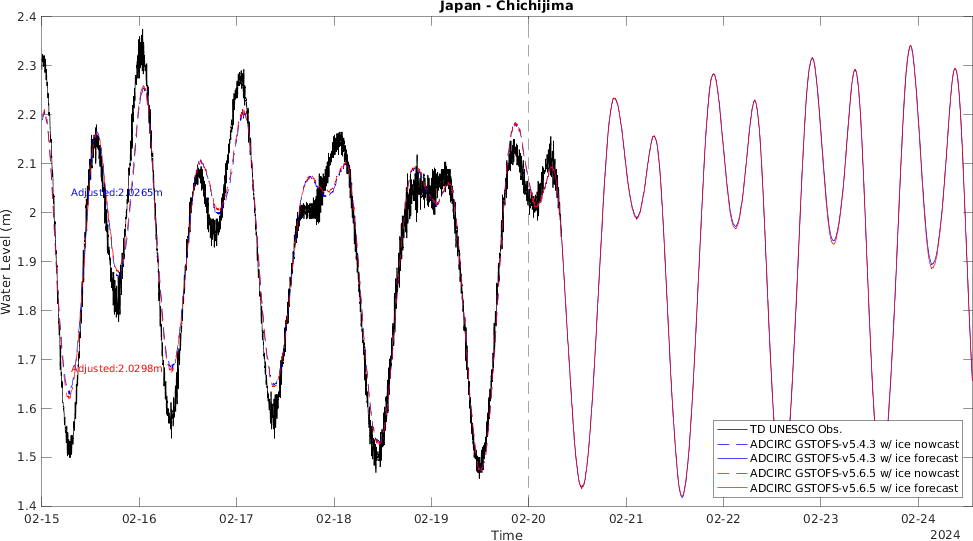 Japan - Chichijima
2.4
2.3
2.2
2.1
2
1.9
1.8
1.7
1.6
1.5
1.4
Water Level (m)
Adjusted:2.0265m
Adjusted:2.0298m
TD UNESCO Obs.
ADCIRC GSTOFS-v5.4.3 w/ ice nowcast
ADCIRC GSTOFS-v5.4.3 w/ ice forecast
ADCIRC GSTOFS-v5.6.5 w/ ice nowcast
ADCIRC GSTOFS-v5.6.5 w/ ice forecast
02-15 02-16 02-17 02-18 02-19 02-20 02-21 02-22 02-23 02-24
Time
2024